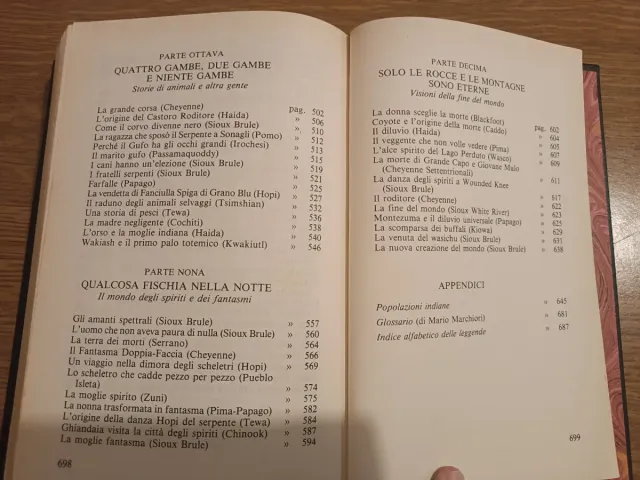 PARTE OTTAVA
QUATTRO GAMBE, DUE GAMBE
E NIENTE GAMBE
Storie di animali e altra gente
La grande corsa (Cheyenne) pag. 502
L'origine del Castoro Roditore (Haida) » 506
Come il corvo divenne nero (Sioux Brule) » 510
La ragazza che sposò il Serpente a Sonagli (Pomo) » 512
Perché il Gufo ha gli occhi grandi (Irochesi) » 513
Il marito gufo (Passamaquoddy) » 515
I cani hanno un'elezione (Sioux Brule) » 519
I fratelli serpenti (Sioux Brule) » 521
Farfalle (Papago) » 525
La vendetta di Fanciulla Spiga di Grano Blu (Hopi) » 527
Il raduno degli animali selvaggi (Tsimshian) » 532
Una storia di pesci (Tewa) » 536
La madre negligente (Cochiti) » 538
L'orso e la moglie indiana (Haida) » 540
Wakiash e il primo palo totemico (Kwakiutl) » 546
PARTE NONA
QUALCOSA FISCHIA NELLA NOTTE
Il mondo degli spiriti e dei fantasmi
Gli amanti spettrali (Sioux Brule) » 557
L'uomo che non aveva paura di nulla (Sioux Brule) » 560
La terra dei morti (Serrano) » 564
Il Fantasma Doppia-Faccia (Cheyenne) » 566
Un viaggio nella dimora degli scheletri (Hopi) » 569
Lo scheletro che cadde pezzo per pezzo (Pueblo
Isleta) » 574
La moglie spirito (Zuni) » 575
La nonna trasformata in fantasma (Pima-Papago) » 582
L'origine della danza Hopi del serpente (Tewa) » 584
Ghiandaia visita la città degli spiriti (Chinook) » 587
La moglie fantasma (Sioux Brule) » 594
698
PARTE DECIMA
SOLO LE ROCCE E LE MONTAGNE
SONO ETERNE
Visioni della fine del mondo
La donna sceglie la morte (Blackfoot) pag. 602
Coyote e l'origine della morte (Caddo) » 604
Il diluvio (Haida) » 605
Il veggente che non volle vedere (Pima) » 607
L'alce spirito del Lago Perduto (Wasco) » 609
La morte di Grande Capo e Giovane Mulo
(Cheyenne Settentrionali) » 611
La danza degli spiriti a Wounded Knee
(Sioux Brule) » 617
Il roditore (Cheyenne) » 622
La fine del mondo (Sioux White River) » 623
Montezuma e il diluvio universale (Papago) » 625
La scomparsa dei bufali (Kiowa) » 629
La venuta del wasichu (Sioux Brule) » 631
La nuova creazione del mondo (Sioux Brule) » 638
APPENDICI
Popolazioni indiane » 645
Glossario (di Mario Marchiori) » 681
Indice alfabetico delle leggende » 687
699